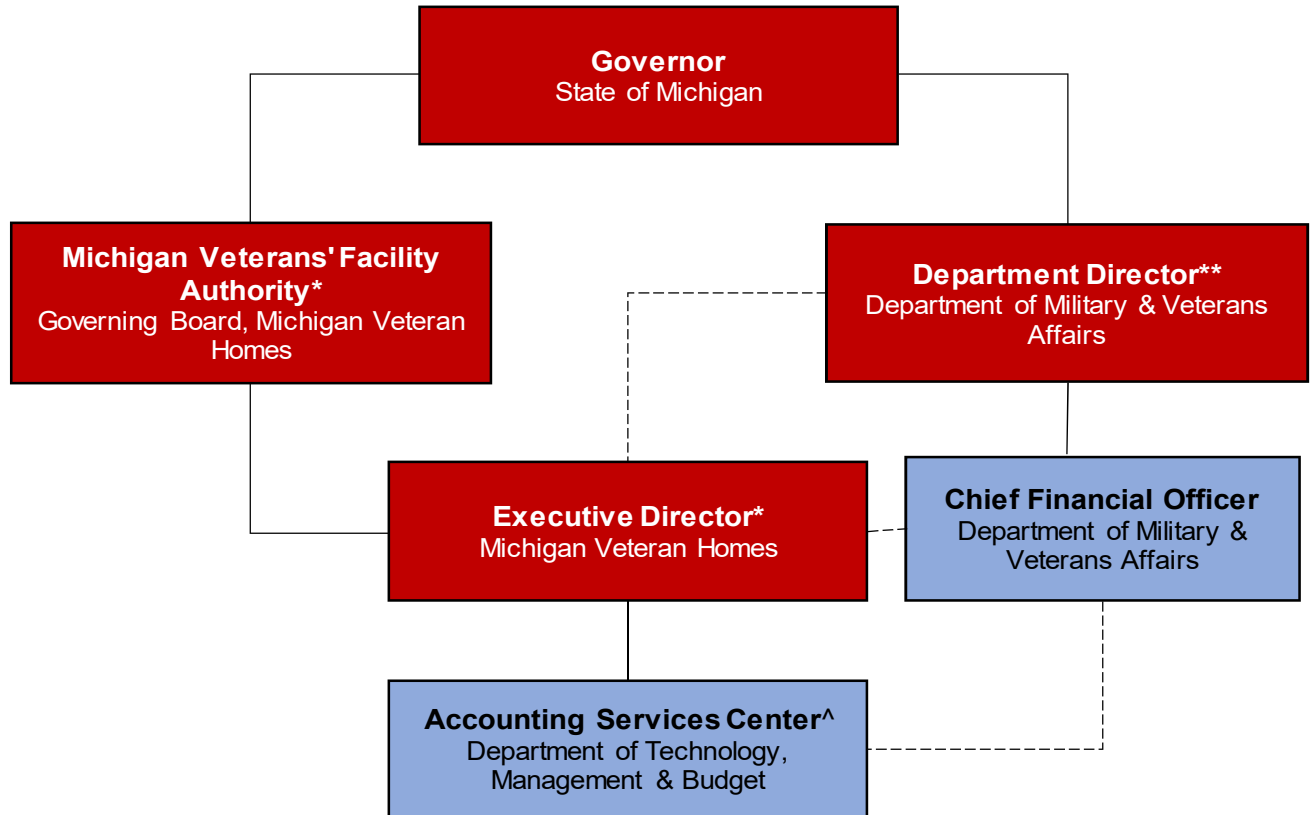 Governor
State of Michigan
Michigan Veterans' Facility
Authority*
Governing Board, Michigan Veteran
Homes
Department Director**
Department of Military & Veterans
Affairs
Executive Director*
Michigan Veteran Homes
Chief Financial Officer
Department of Military &
Veterans Affairs
Accounting Services Center^
Department of Technology,
Management & Budget